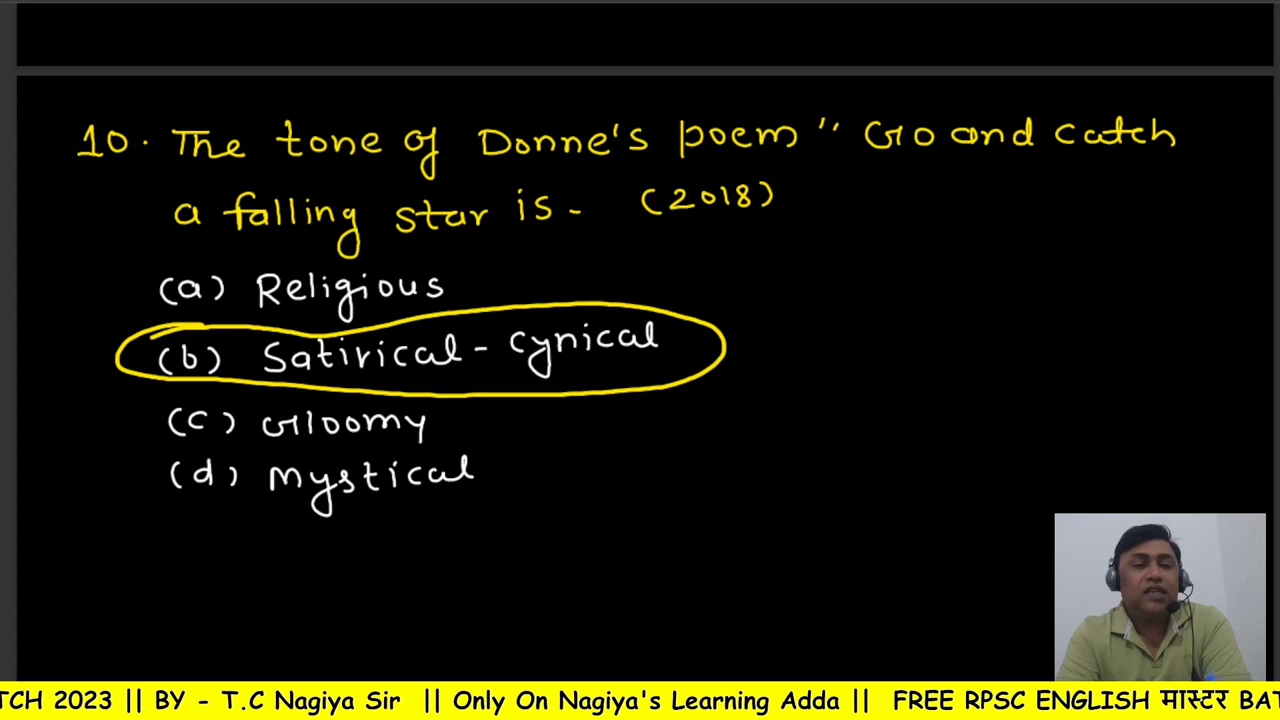 10. The tone of Donne's poem " Go and catch
a falling star is - (2018)
(a) Religious
(b) Satirical - Cynical
(c) Gloomy
(d) Mystical
TCH 2023 || BY - T.C Nagiya Sir || Only On Nagiya's Learning Adda || FREE RPSC ENGLISH मास्टर BAT